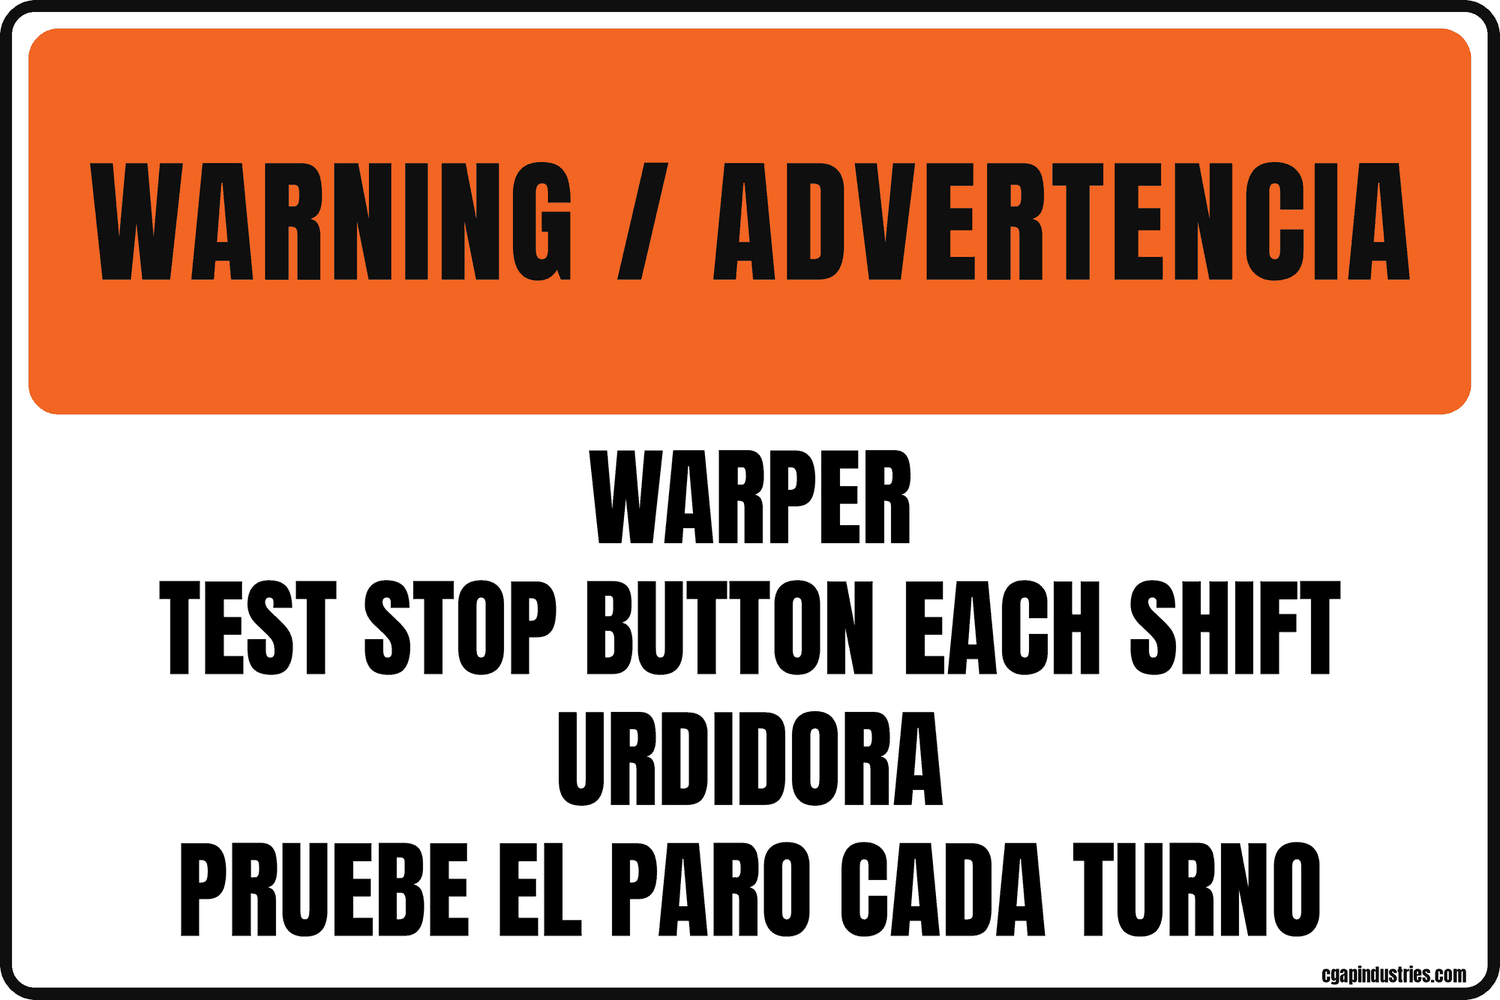 WARNING / ADVERTENCIA
WARPER
TEST STOP BUTTON EACH SHIFT
URDIDORA
PRUEBE EL PARO CADA TURNO
cgapindustries.com